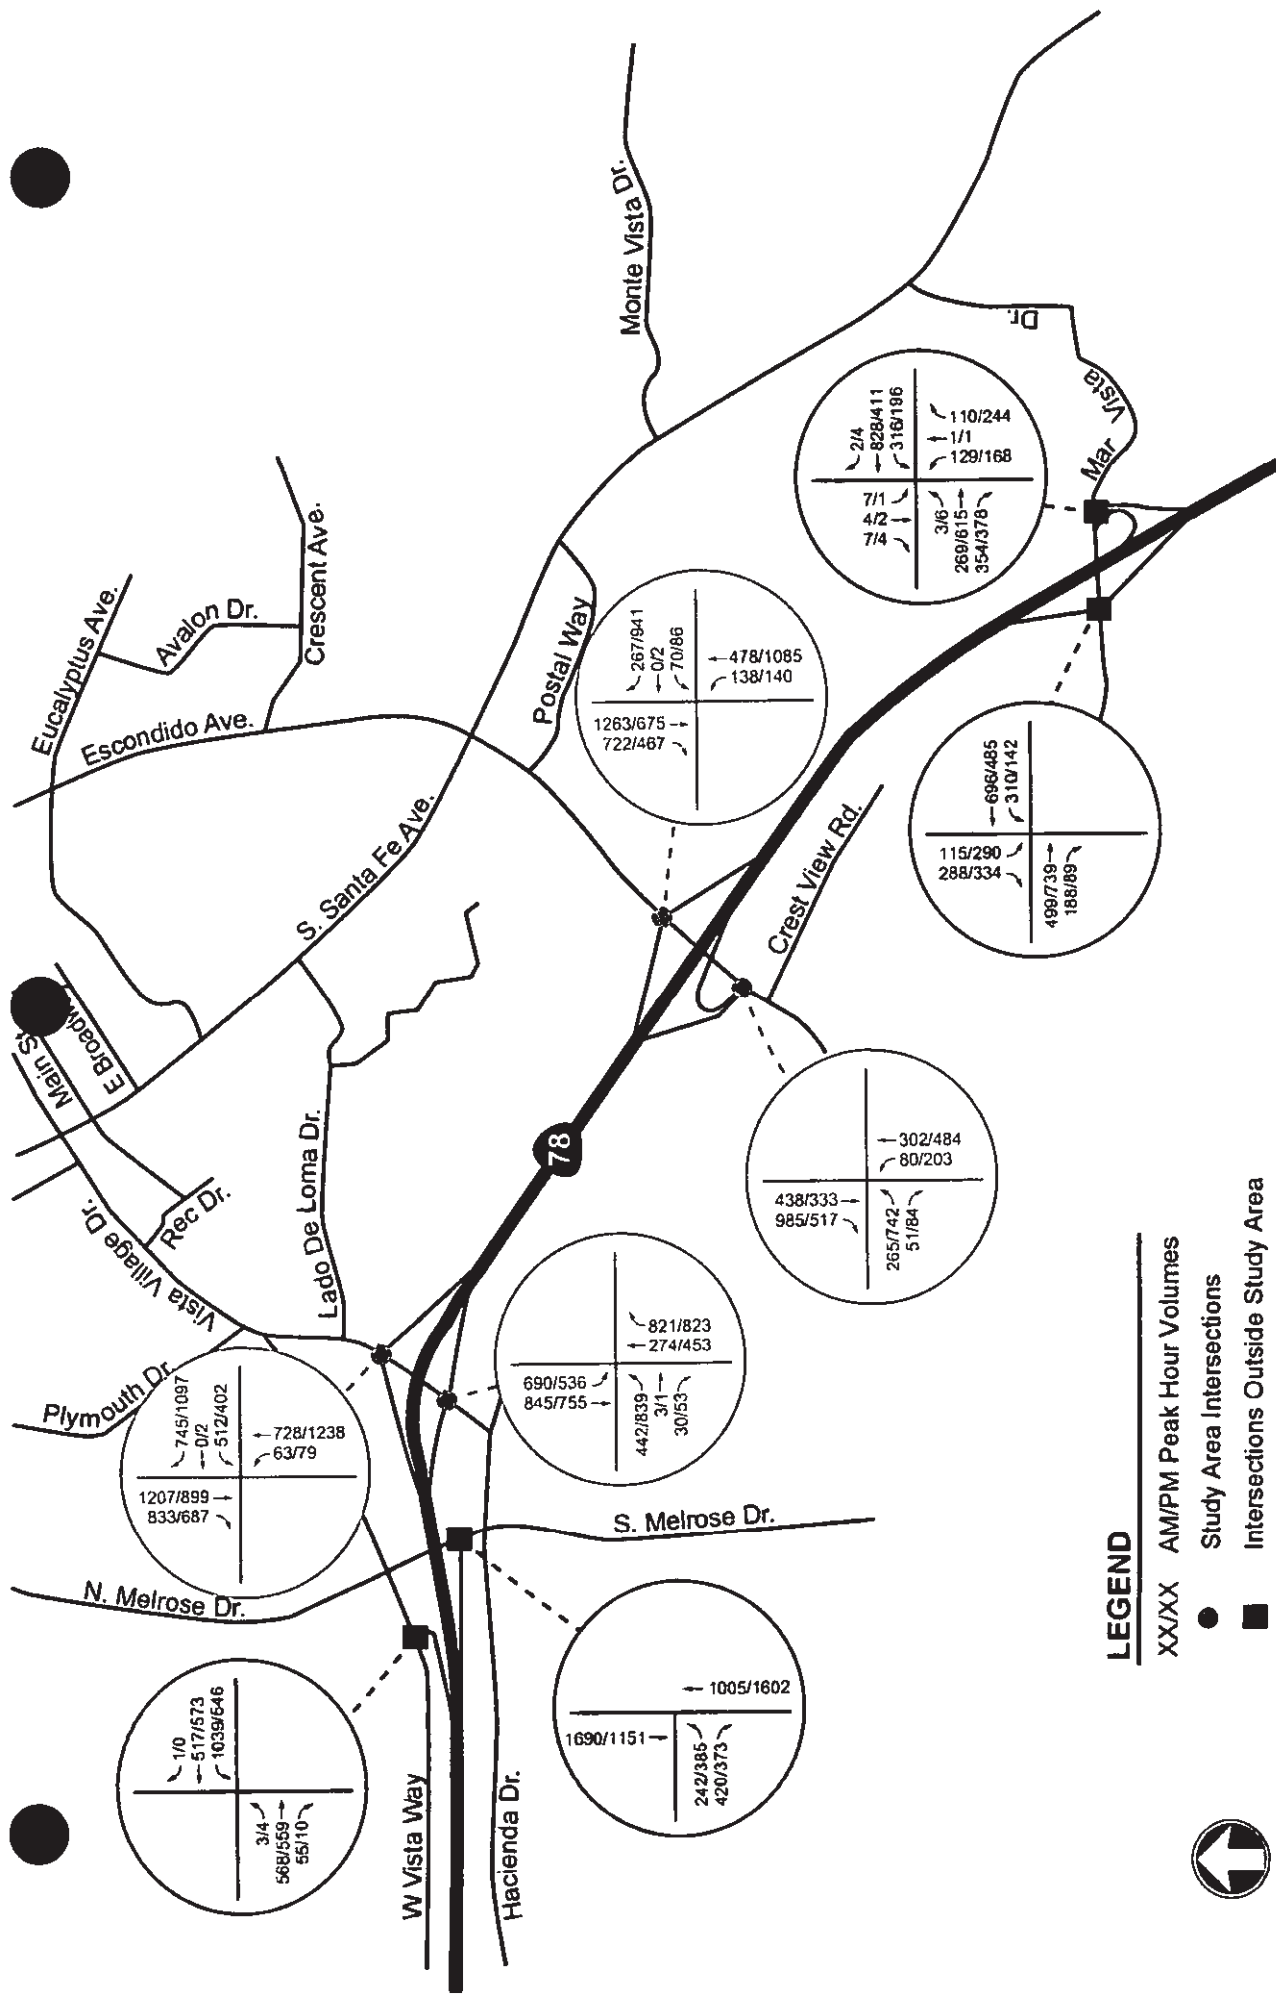 Monte Vista Dr.
Eucalyptus Ave.
Avalon Dr.
Crescent Ave.
Escondido Ave.
Postal Way
S. Santa Fe Ave.
Main St
E Broadw
Rec Dr.
Vista Village Dr.
Lado De Loma Dr.
Plymouth Dr.
N. Melrose Dr.
S. Melrose Dr.
W Vista Way
Hacienda Dr.
Crest View Rd.
Mar Vista Dr.
78
2/4
828/411
316/196
7/1
4/2
7/4
110/244
1/1
129/168
3/6
269/615
354/378
267/941
0/2
70/86
1263/675
722/467
478/1085
138/140
696/485
310/142
115/290
288/334
499/739
188/89
438/333
985/517
302/484
80/203
265/742
51/84
690/536
845/755
821/823
274/453
442/839
3/1
30/53
745/1097
0/2
512/402
1207/899
833/687
728/1238
63/79
1/0
517/573
1039/646
3/4
568/559
55/10
1690/1151
1005/1602
242/385
420/373
LEGEND
XX/XX AM/PM Peak Hour Volumes
Study Area Intersections
Intersections Outside Study Area